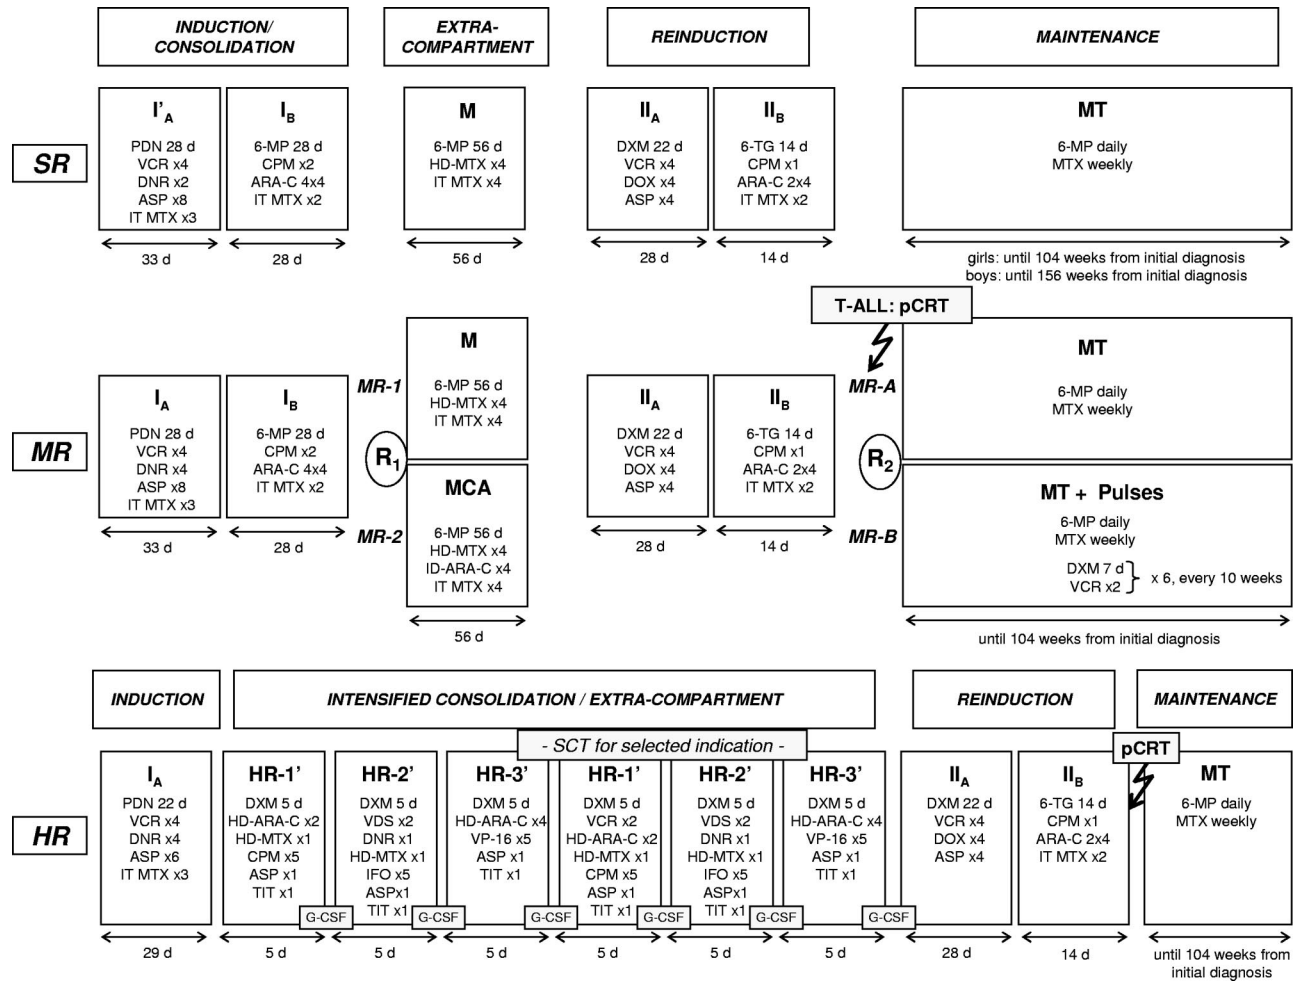 INDUCTION/
CONSOLIDATION
EXTRA-
COMPARTMENT
REINDUCTION
MAINTENANCE
SR
I'A
PDN 28 d
VCR x4
DNR x2
ASP x8
IT MTX x3
33 d
IB
6-MP 28 d
CPM x2
ARA-C 4x4
IT MTX x2
28 d
M
6-MP 56 d
HD-MTX x4
IT MTX x4
56 d
IIA
DXM 22 d
VCR x4
DOX x4
ASP x4
28 d
IIB
6-TG 14 d
CPM x1
ARA-C 2x4
IT MTX x2
14 d
MT
6-MP daily
MTX weekly
girls: until 104 weeks from initial diagnosis
boys: until 156 weeks from initial diagnosis
MR
IA
PDN 28 d
VCR x4
DNR x4
ASP x8
IT MTX x3
33 d
IB
6-MP 28 d
CPM x2
ARA-C 4x4
IT MTX x2
28 d
MR-1
R1
MR-2
M
6-MP 56 d
HD-MTX x4
IT MTX x4
MCA
6-MP 56 d
HD-MTX x4
ID-ARA-C x4
IT MTX x4
56 d
IIA
DXM 22 d
VCR x4
DOX x4
ASP x4
28 d
IIB
6-TG 14 d
CPM x1
ARA-C 2x4
IT MTX x2
14 d
T-ALL: pCRT
MR-A
R2
MR-B
MT
6-MP daily
MTX weekly
MT + Pulses
6-MP daily
MTX weekly
DXM 7 d
VCR x2
x 6, every 10 weeks
until 104 weeks from initial diagnosis
INDUCTION
INTENSIFIED CONSOLIDATION / EXTRA-COMPARTMENT
REINDUCTION
MAINTENANCE
- SCT for selected indication -
HR
IA
PDN 22 d
VCR x4
DNR x4
ASP x6
IT MTX x3
29 d
HR-1'
DXM 5 d
HD-ARA-C x2
HD-MTX x1
CPM x5
ASP x1
TIT x1
G-CSF
5 d
HR-2'
DXM 5 d
VDS x2
DNR x1
HD-MTX x1
IFO x5
ASPx1
TIT x1
G-CSF
5 d
HR-3'
DXM 5 d
HD-ARA-C x4
VP-16 x5
ASP x1
TIT x1
G-CSF
5 d
HR-1'
DXM 5 d
VCR x2
HD-ARA-C x2
HD-MTX x1
CPM x5
ASP x1
TIT x1
G-CSF
5 d
HR-2'
DXM 5 d
VDS x2
DNR x1
HD-MTX x1
IFO x5
ASPx1
TIT x1
G-CSF
5 d
HR-3'
DXM 5 d
HD-ARA-C x4
VP-16 x5
ASP x1
TIT x1
G-CSF
5 d
IIA
DXM 22 d
VCR x4
DOX x4
ASP x4
28 d
IIB
6-TG 14 d
CPM x1
ARA-C 2x4
IT MTX x2
14 d
pCRT
MT
6-MP daily
MTX weekly
until 104 weeks from
initial diagnosis